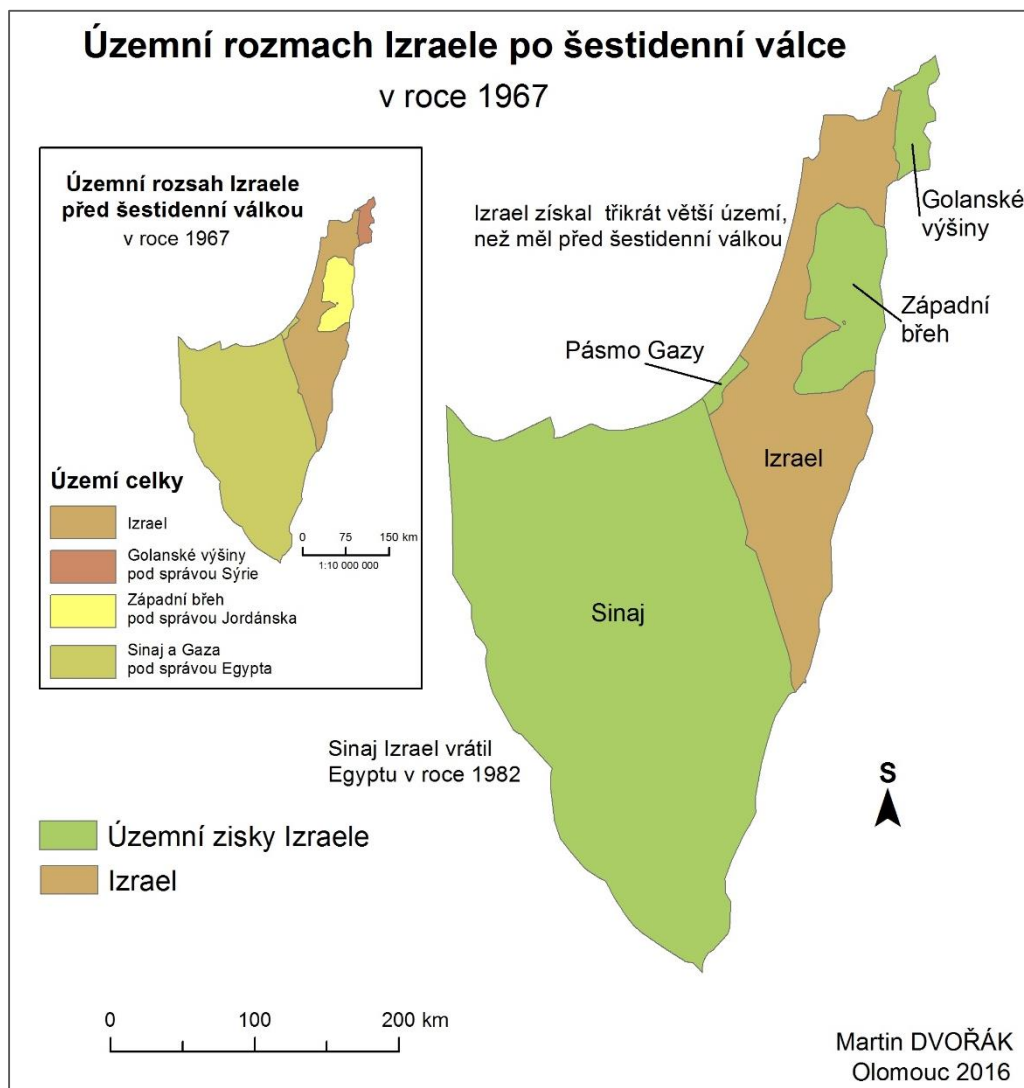 Územní rozmach Izraele po šestidenní válce
v roce 1967
Územní rozsah Izraele
před šestidenní válkou
v roce 1967
Území celky
Izrael
Golanské výšiny
pod správou Sýrie
Západní břeh
pod správou Jordánska
Sinaj a Gaza
pod správou Egypta
0 75 150 km
1:10 000 000
Izrael získal třikrát větší území,
než měl před šestidenní válkou
Golanské
výšiny
Západní
břeh
Pásmo Gazy
Izrael
Sinaj
Sinaj Izrael vrátil
Egyptu v roce 1982
S
Územní zisky Izraele
Izrael
0 100 200 km
Martin DVOŘÁK
Olomouc 2016